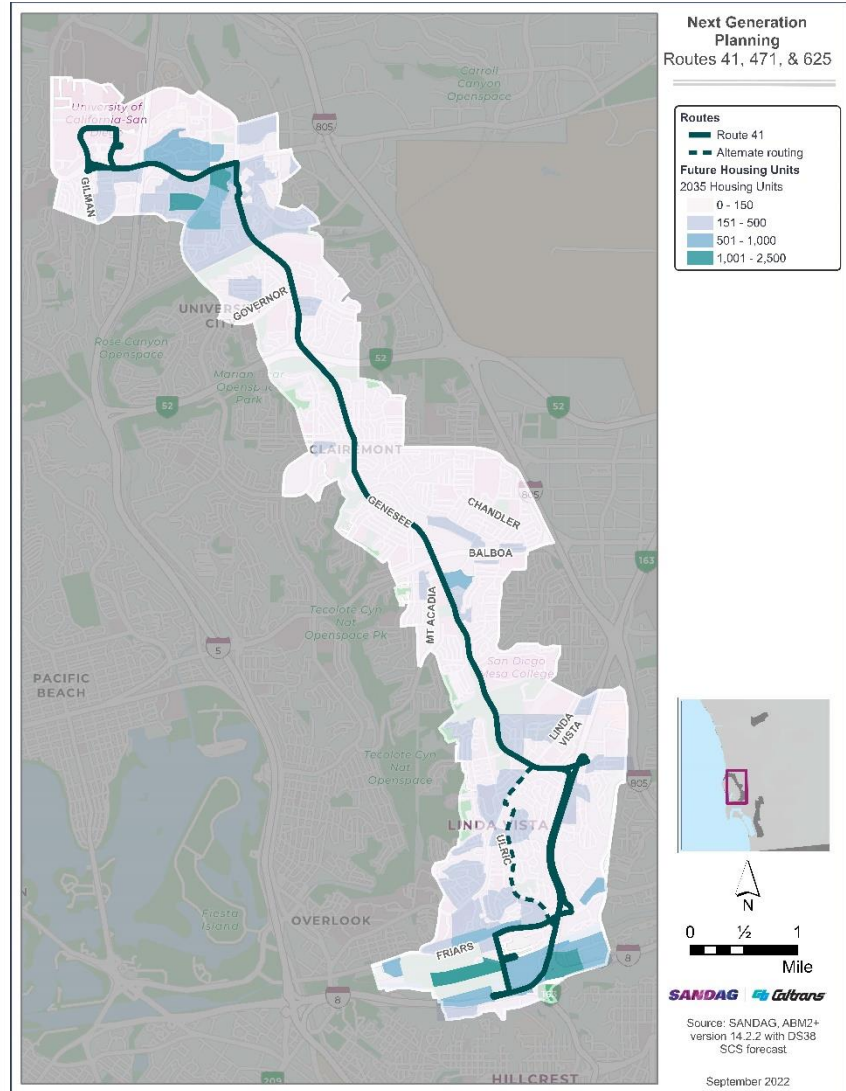 Next Generation
Planning
Routes 41, 471, & 625
Routes
Route 41
Alternate routing
Future Housing Units
2035 Housing Units
0 - 150
151 - 500
501 - 1,000
1,001 - 2,500
Carroll
Canyon
Openspace
805
University of
California-San
GILMAN
GOVERNOR
UNIVERSITY
CITY
Rose Canyon
Openspace
Marian
Openspace
Park
52
52
52
CLAIREMONT
GENESEE
CHANDLER
805
BALBOA
163
MT ACADIA
Tecolote Cyn
Nat
Openspace Pk
5
PACIFIC
BEACH
San Diego
Mesa College
LINDA
VISTA
Tecolote Cyn
Nat
Openspace
805
LINDA VISTA
ULRIC
Fiesta
Island
OVERLOOK
FRIARS
8
8
163
HILLCREST
209
N
0 ½ 1
Mile
SANDAG Caltrans
Source: SANDAG, ABM2+
version 14.2.2 with DS38
SCS forecast
September 2022